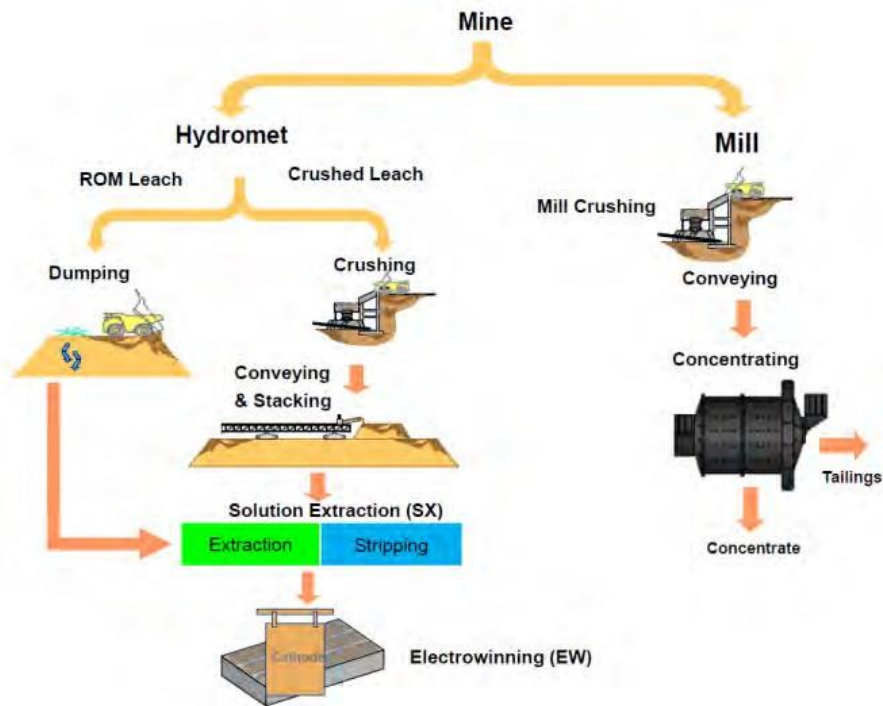 Mine
Hydromet
Mill
ROM Leach
Crushed Leach
Mill Crushing
Dumping
Crushing
Conveying
Concentrating
Conveying
& Stacking
Tailings
Solution Extraction (SX)
Extraction
Stripping
Concentrate
Cathode
Electrowinning (EW)